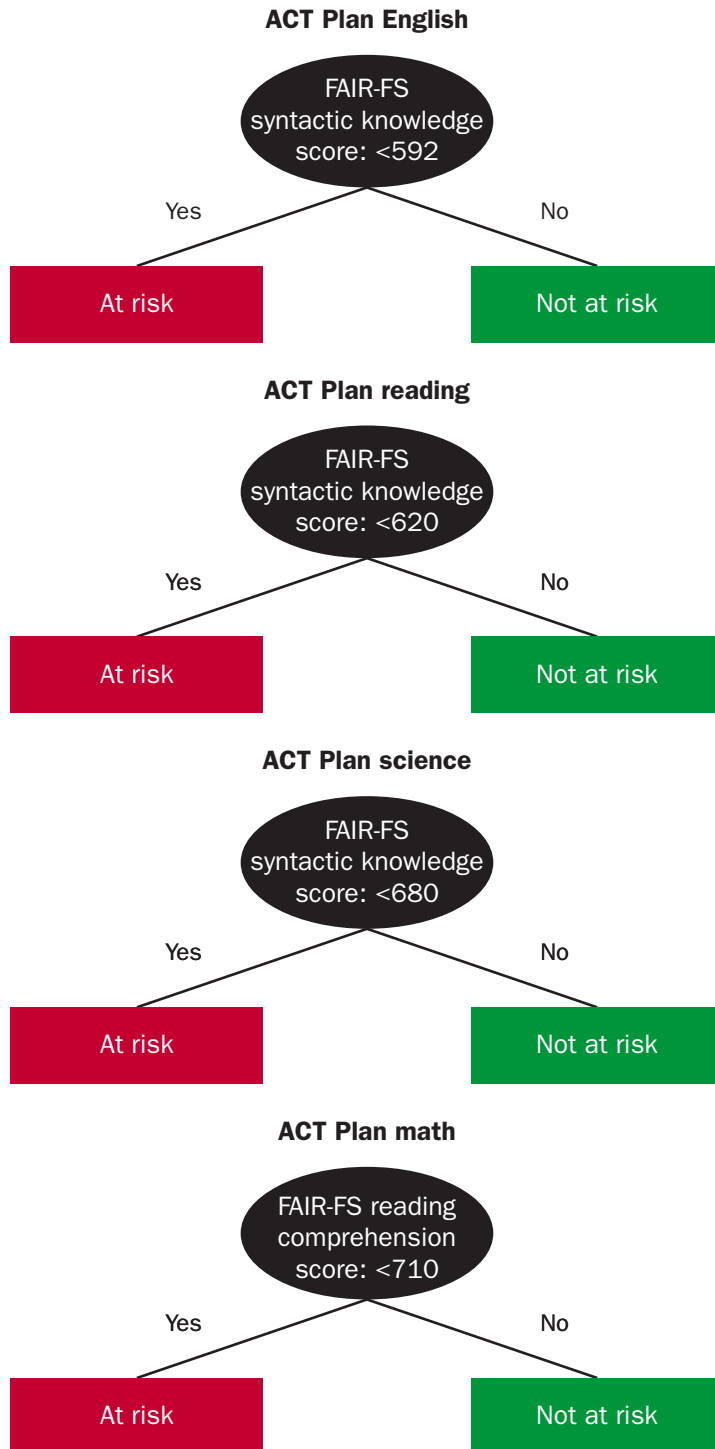 ACT Plan English
FAIR-FS
syntactic knowledge
score: <592
Yes
No
At risk
Not at risk
ACT Plan reading
FAIR-FS
syntactic knowledge
score: <620
Yes
No
At risk
Not at risk
ACT Plan science
FAIR-FS
syntactic knowledge
score: <680
Yes
No
At risk
Not at risk
ACT Plan math
FAIR-FS reading
comprehension
score: <710
Yes
No
At risk
Not at risk